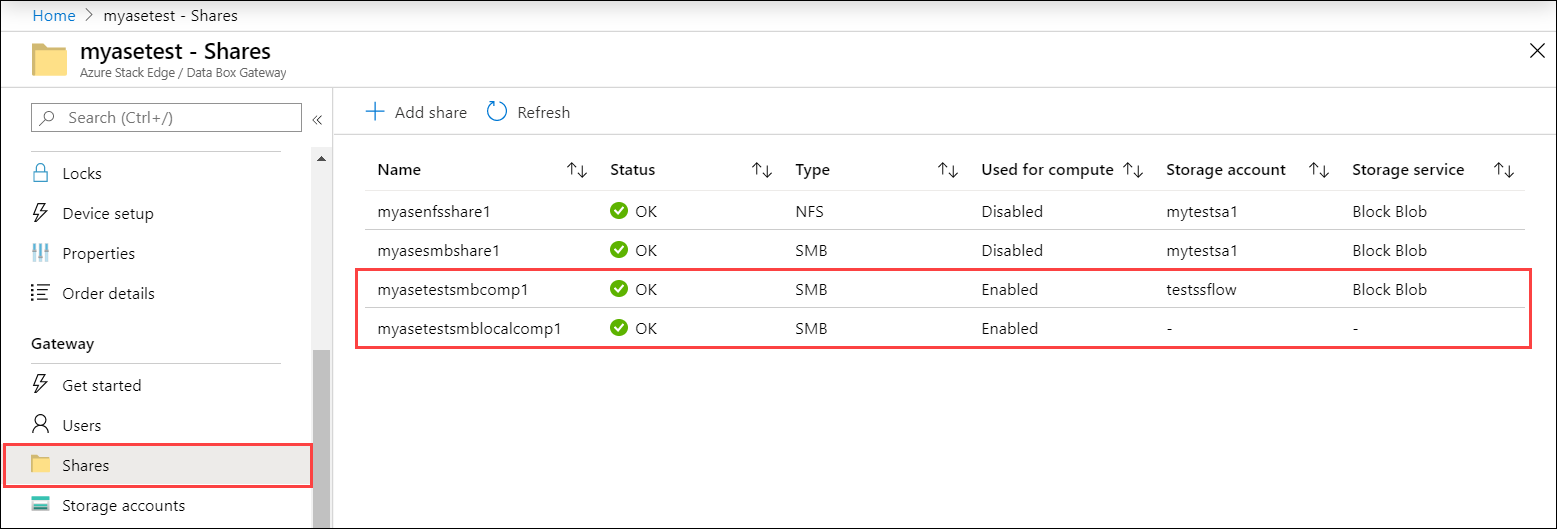 Home > myasetest - Shares
myasetest - Shares
Azure Stack Edge / Data Box Gateway
Search (Ctrl+/)
«
Locks
Device setup
Properties
Order details
Gateway
Get started
Users
Shares
Storage accounts
+ Add share Refresh
Name Status Type Used for compute Storage account Storage service
myasenfsshare1 OK NFS Disabled mytestsa1 Block Blob
myasesmbshare1 OK SMB Disabled mytestsa1 Block Blob
myasetestsmbcomp1 OK SMB Enabled testssflow Block Blob
myasetestsmblocalcomp1 OK SMB Enabled - -